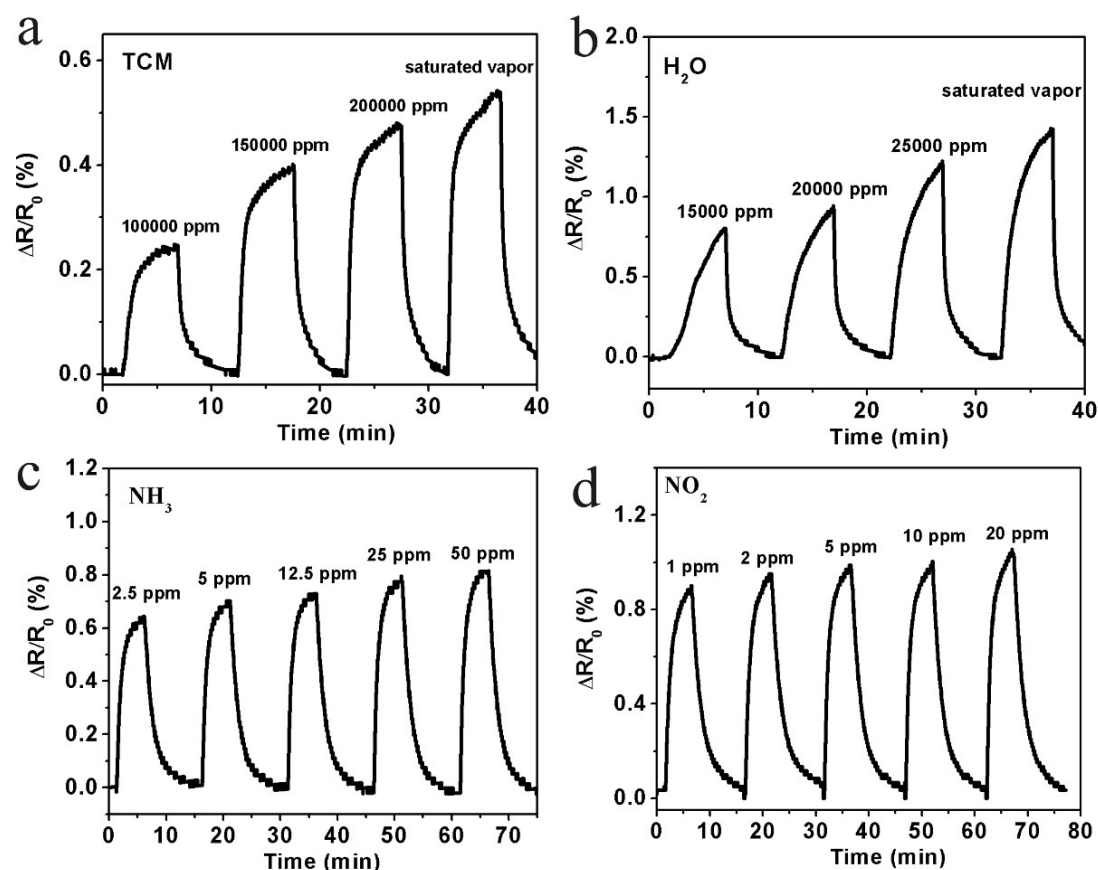 a
TCM
saturated vapor
200000 ppm
150000 ppm
100000 ppm
0.6
0.4
0.2
0.0
ΔR/R₀ (%)
0 10 20 30 40
Time (min)
b
H₂O
saturated vapor
25000 ppm
20000 ppm
15000 ppm
2.0
1.5
1.0
0.5
0.0
ΔR/R₀ (%)
0 10 20 30 40
Time (min)
c
NH₃
2.5 ppm
5 ppm
12.5 ppm
25 ppm
50 ppm
1.2
1.0
0.8
0.6
0.4
0.2
0.0
ΔR/R₀ (%)
0 10 20 30 40 50 60 70
Time (min)
d
NO₂
1 ppm
2 ppm
5 ppm
10 ppm
20 ppm
1.2
0.8
0.4
0.0
ΔR/R₀ (%)
0 10 20 30 40 50 60 70 80
Time (min)